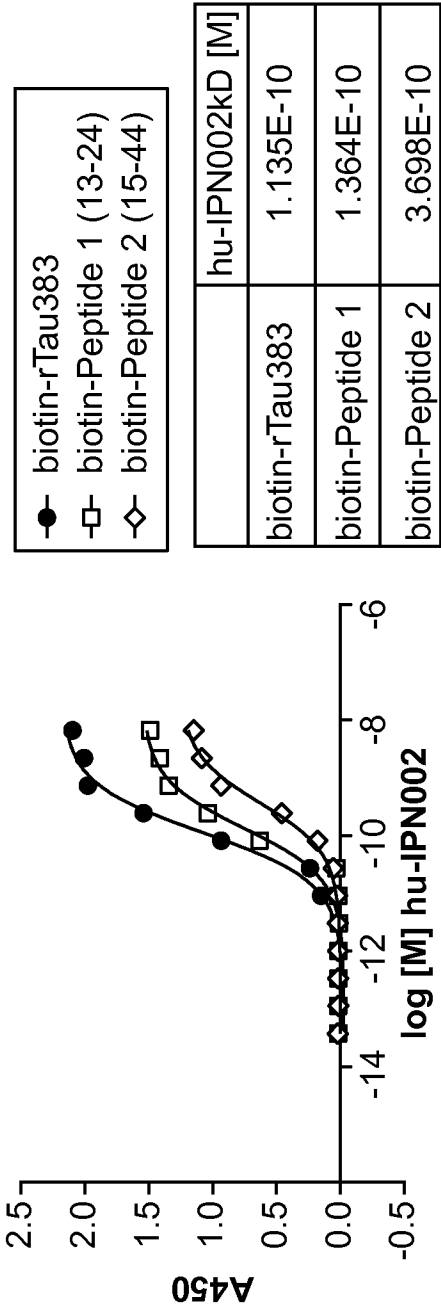 biotin-rTau383
biotin-Peptide 1 (13-24)
biotin-Peptide 2 (15-44)
hu-IPN002kD [M]
biotin-rTau383 1.135E-10
biotin-Peptide 1 1.364E-10
biotin-Peptide 2 3.698E-10
A450
2.5
2.0
1.5
1.0
0.5
0.0
-0.5
-14 -12 -10 -8 -6
log [M] hu-IPN002